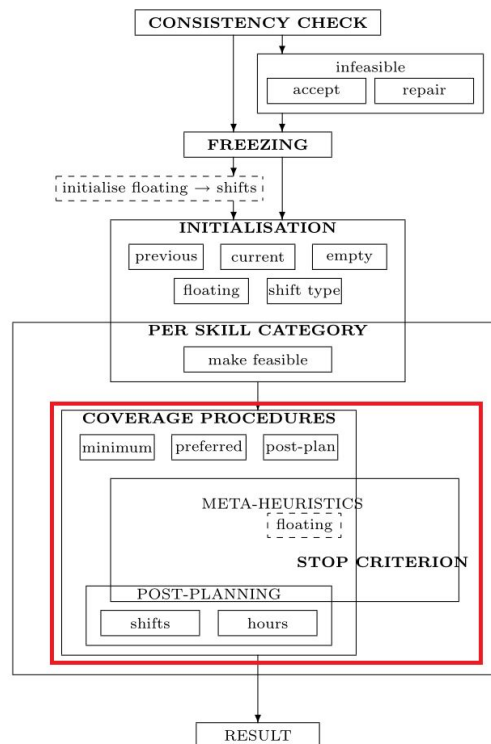 CONSISTENCY CHECK
infeasible
accept repair
FREEZING
initialise floating → shifts
INITIALISATION
previous current empty
floating shift type
PER SKILL CATEGORY
make feasible
COVERAGE PROCEDURES
minimum preferred post-plan
META-HEURISTICS
floating
STOP CRITERION
POST-PLANNING
shifts hours
RESULT